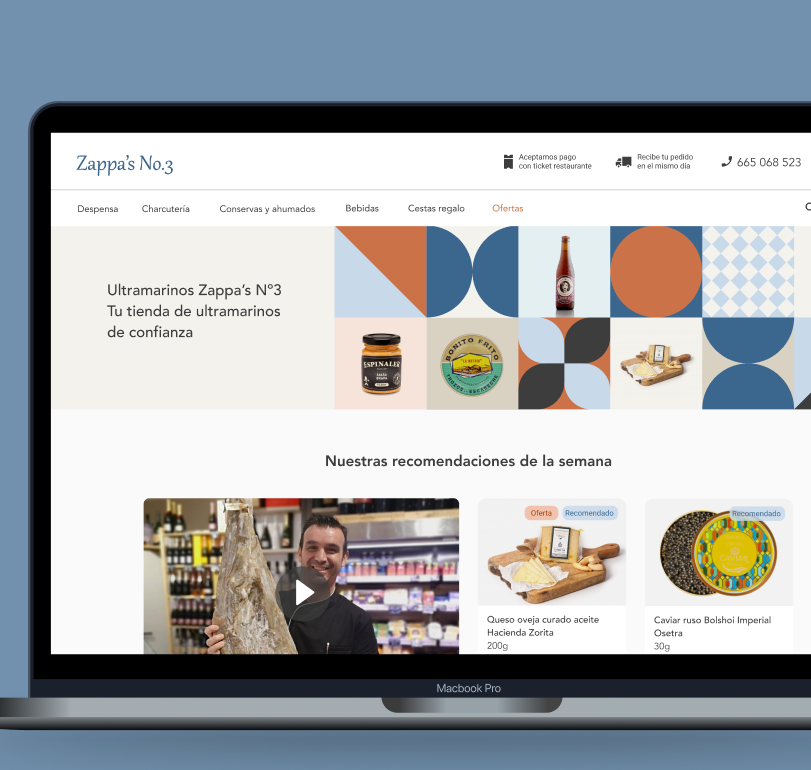 Zappa's No.3
Aceptamos pago
con ticket restaurante
Recibe tu pedido
en el mismo día
665 068 523
Despensa
Charcutería
Conservas y ahumados
Bebidas
Cestas regalo
Ofertas
Ultramarinos Zappa's Nº3
Tu tienda de ultramarinos
de confianza
ESPINALER
BONITO FRITO
Nuestras recomendaciones de la semana
Oferta
Recomendado
Recomendado
CAVIAR
Queso oveja curado aceite
Hacienda Zorita
200g
Caviar ruso Bolshoi Imperial
Osetra
30g
Macbook Pro